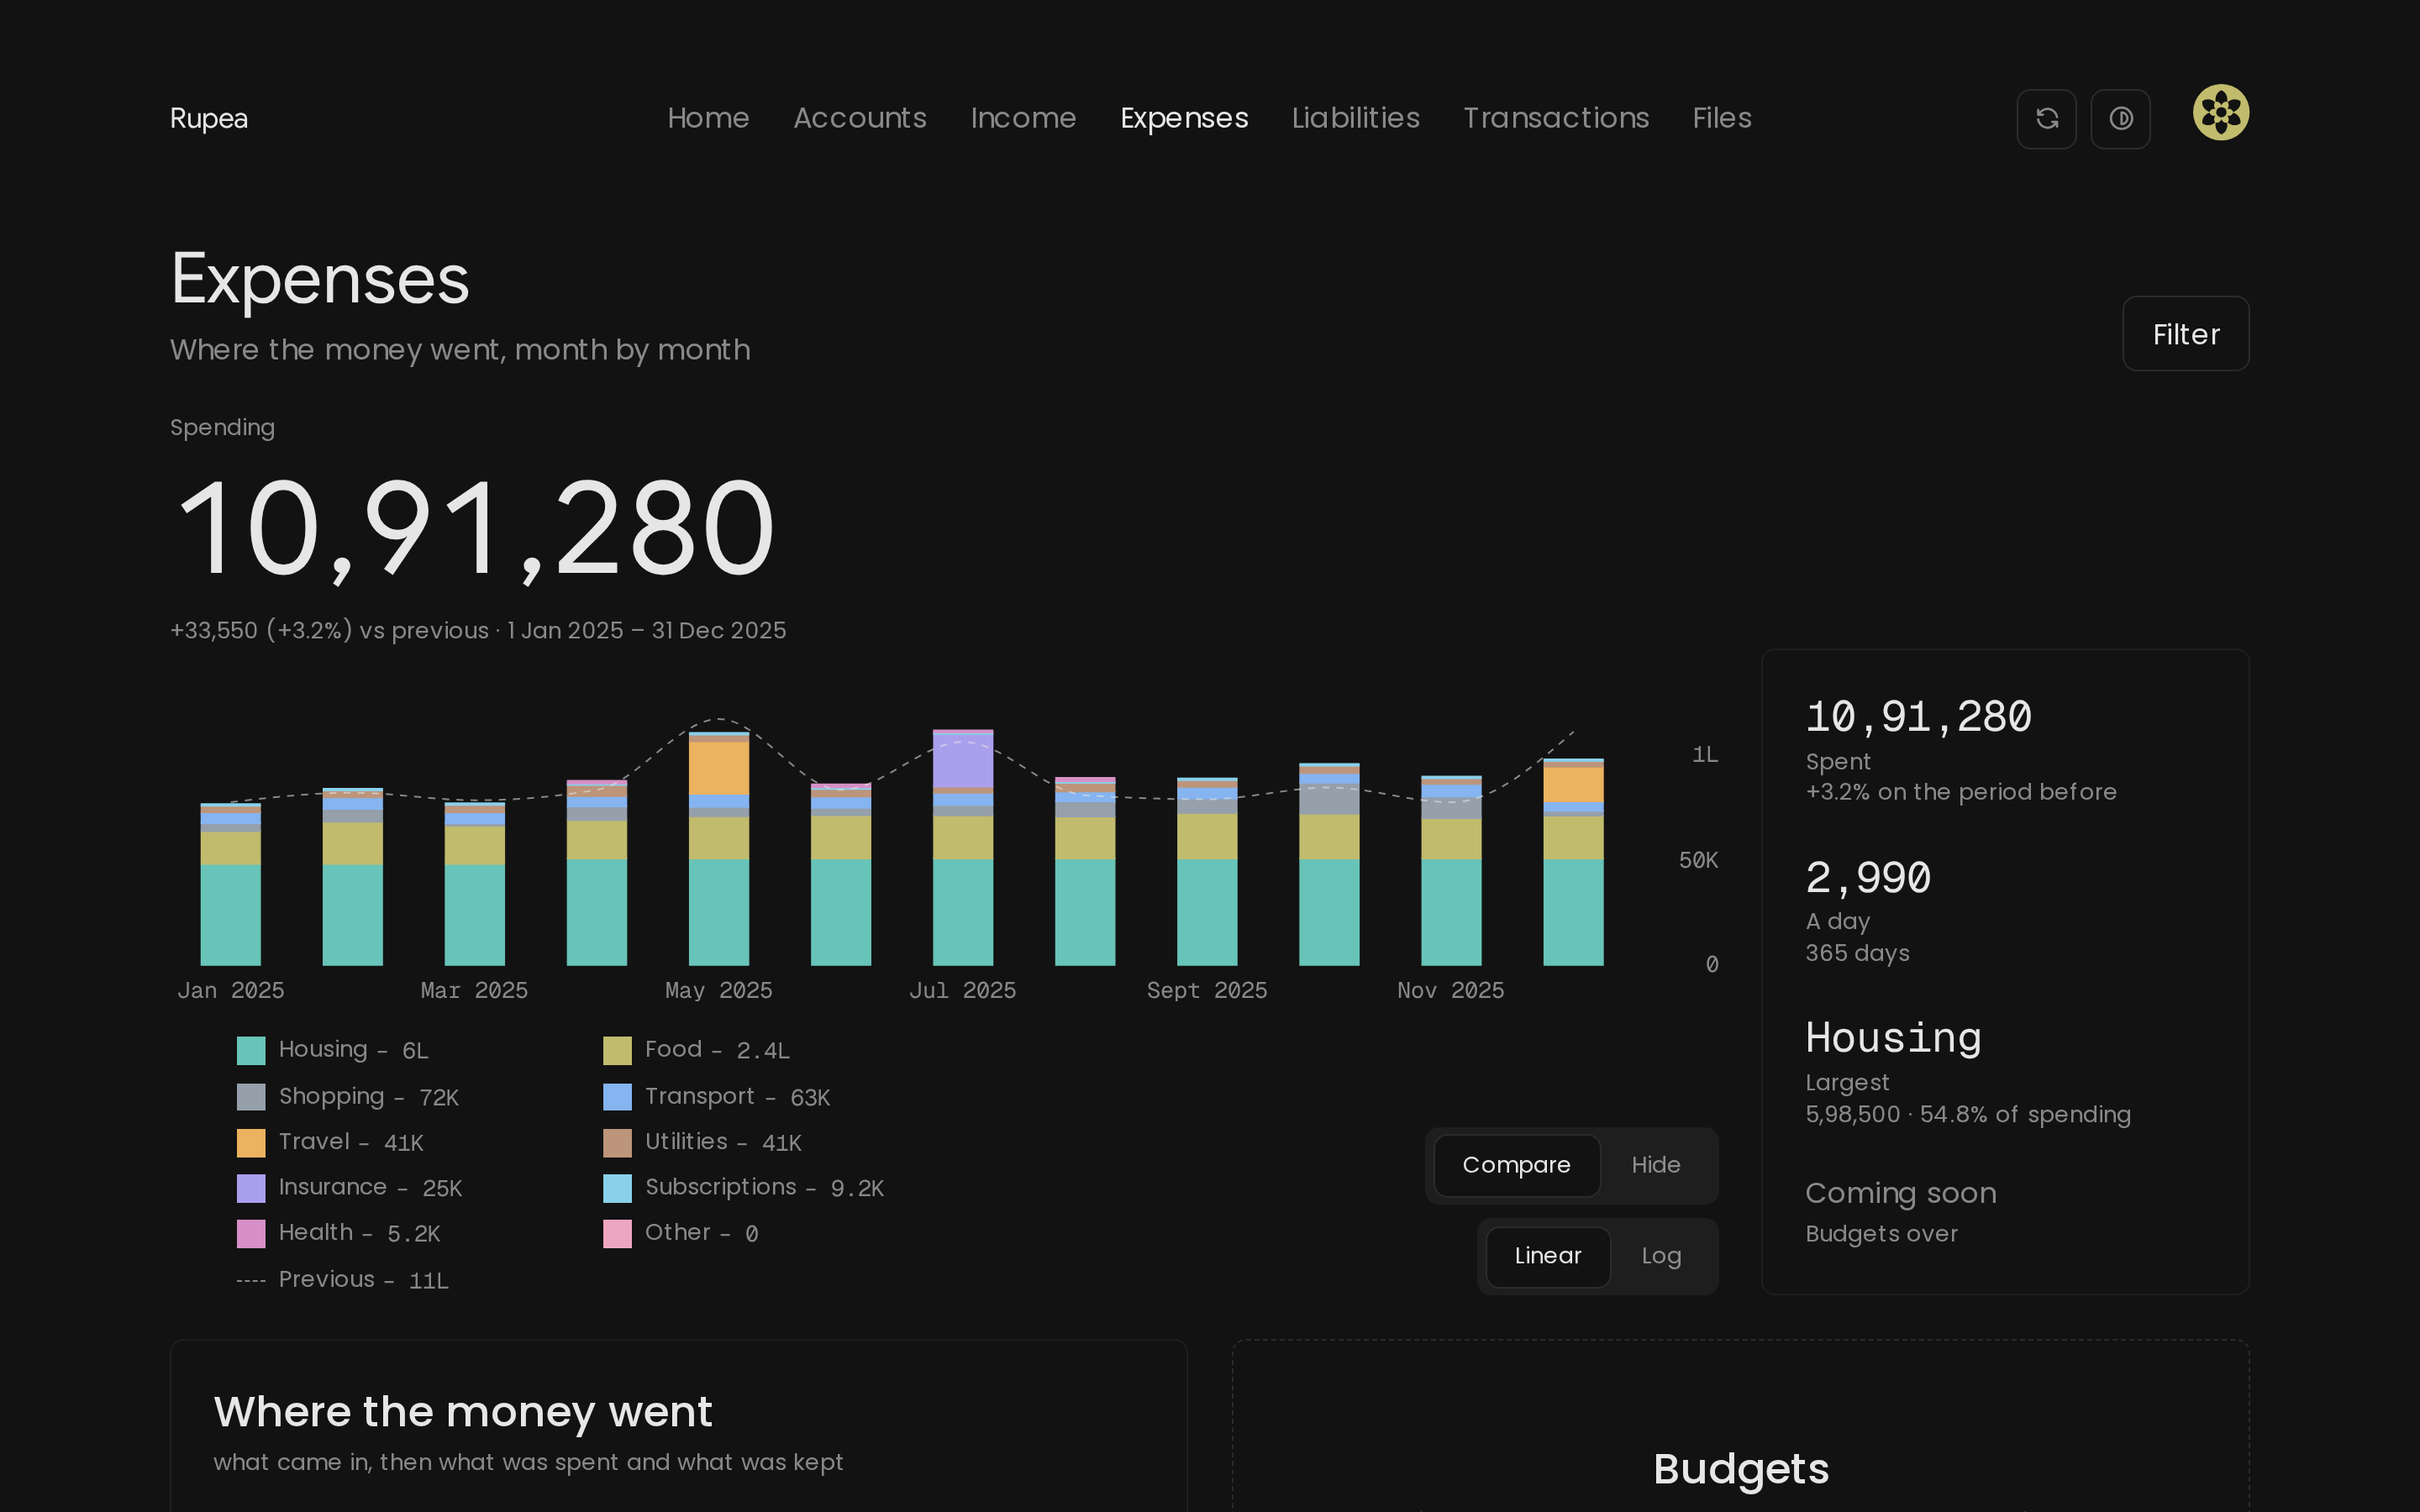 Rupea
Home Accounts Income Expenses Liabilities Transactions Files
Expenses
Where the money went, month by month
Filter
Spending
10,91,280
+33,550 (+3.2%) vs previous · 1 Jan 2025 – 31 Dec 2025
1L
50K
0
Jan 2025 Mar 2025 May 2025 Jul 2025 Sept 2025 Nov 2025
Housing – 6L
Food – 2.4L
Shopping – 72K
Transport – 63K
Travel – 41K
Utilities – 41K
Insurance – 25K
Subscriptions – 9.2K
Health – 5.2K
Other – 0
Previous – 11L
Compare Hide
Linear Log
10,91,280
Spent
+3.2% on the period before
2,990
A day
365 days
Housing
Largest
5,98,500 · 54.8% of spending
Coming soon
Budgets over
Where the money went
what came in, then what was spent and what was kept
Budgets